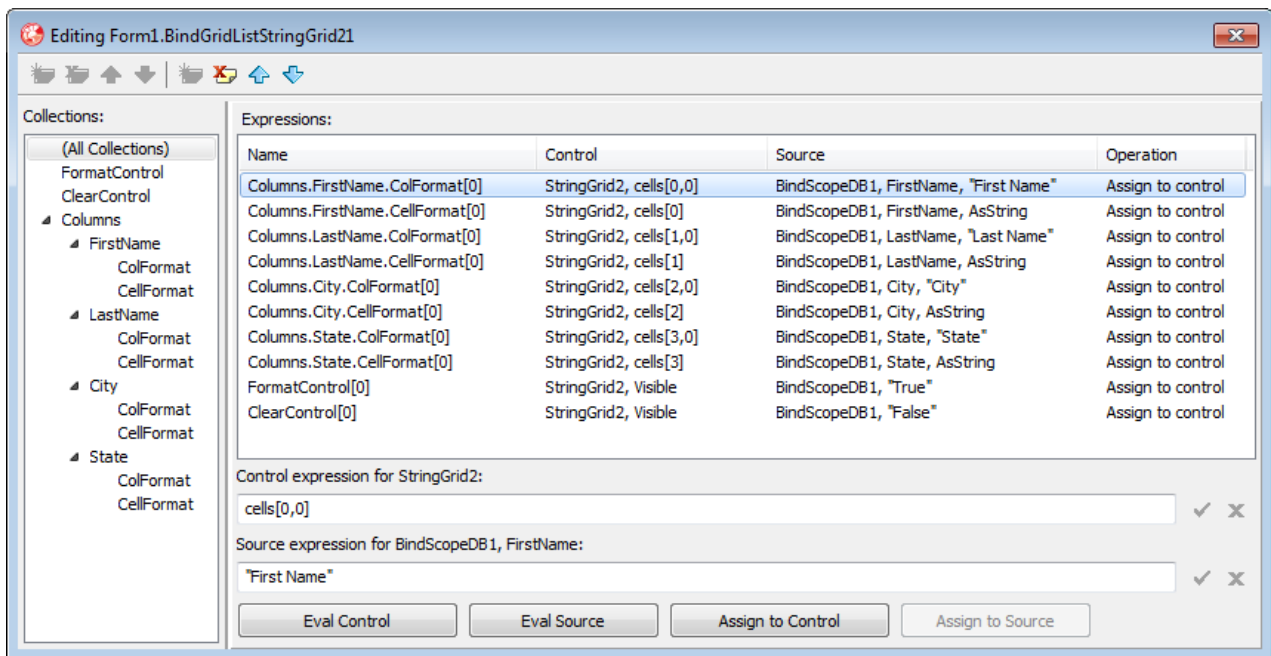 Editing Form1.BindGridListStringGrid21
Collections:
(All Collections)
FormatControl
ClearControl
Columns
FirstName
ColFormat
CellFormat
LastName
ColFormat
CellFormat
City
ColFormat
CellFormat
State
ColFormat
CellFormat
Expressions:
Name Control Source Operation
Columns.FirstName.ColFormat[0] StringGrid2, cells[0,0] BindScopeDB1, FirstName, "First Name" Assign to control
Columns.FirstName.CellFormat[0] StringGrid2, cells[0] BindScopeDB1, FirstName, AsString Assign to control
Columns.LastName.ColFormat[0] StringGrid2, cells[1,0] BindScopeDB1, LastName, "Last Name" Assign to control
Columns.LastName.CellFormat[0] StringGrid2, cells[1] BindScopeDB1, LastName, AsString Assign to control
Columns.City.ColFormat[0] StringGrid2, cells[2,0] BindScopeDB1, City, "City" Assign to control
Columns.City.CellFormat[0] StringGrid2, cells[2] BindScopeDB1, City, AsString Assign to control
Columns.State.ColFormat[0] StringGrid2, cells[3,0] BindScopeDB1, State, "State" Assign to control
Columns.State.CellFormat[0] StringGrid2, cells[3] BindScopeDB1, State, AsString Assign to control
FormatControl[0] StringGrid2, Visible BindScopeDB1, "True" Assign to control
ClearControl[0] StringGrid2, Visible BindScopeDB1, "False" Assign to control
Control expression for StringGrid2:
cells[0,0]
Source expression for BindScopeDB1, FirstName:
"First Name"
Eval Control Eval Source Assign to Control Assign to Source